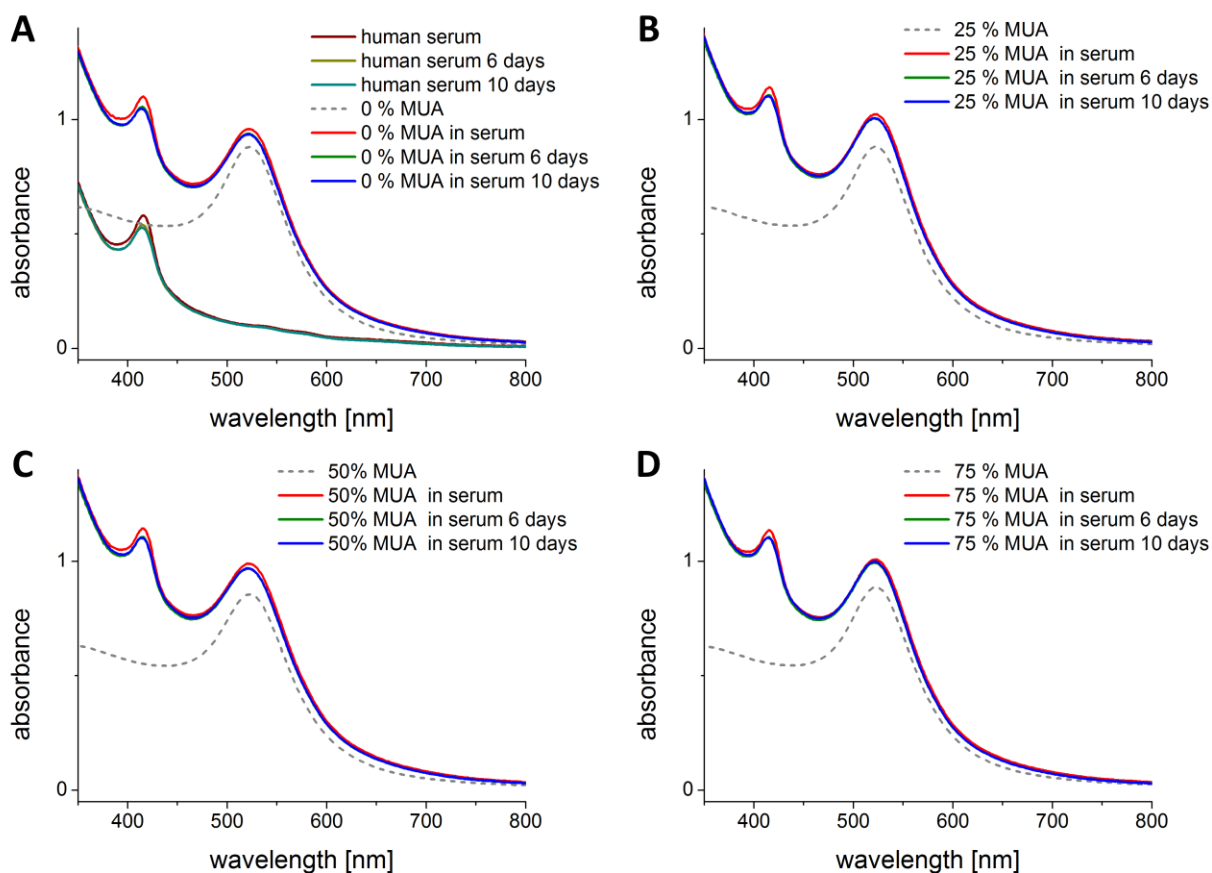 A
human serum
human serum 6 days
human serum 10 days
0 % MUA
0 % MUA in serum
0 % MUA in serum 6 days
0 % MUA in serum 10 days
absorbance
1
0
400 500 600 700 800
wavelength [nm]
B
25 % MUA
25 % MUA in serum
25 % MUA in serum 6 days
25 % MUA in serum 10 days
absorbance
1
0
400 500 600 700 800
wavelength [nm]
C
50% MUA
50% MUA in serum
50% MUA in serum 6 days
50% MUA in serum 10 days
absorbance
1
0
400 500 600 700 800
wavelength [nm]
D
75 % MUA
75 % MUA in serum
75 % MUA in serum 6 days
75 % MUA in serum 10 days
absorbance
1
0
400 500 600 700 800
wavelength [nm]